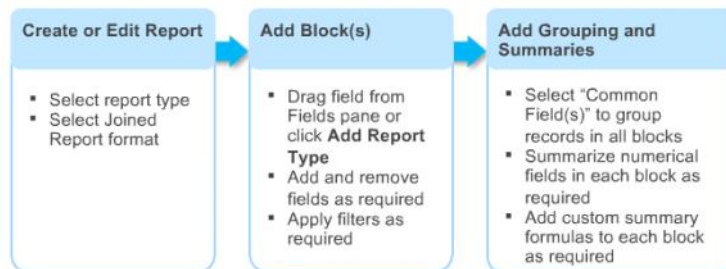 Create or Edit Report
▪ Select report type
▪ Select Joined
Report format
Add Block(s)
▪ Drag field from
Fields pane or
click Add Report
Type
▪ Add and remove
fields as required
▪ Apply filters as
required
Add Grouping and
Summaries
▪ Select “Common
Field(s)” to group
records in all blocks
▪ Summarize numerical
fields in each block as
required
▪ Add custom summary
formulas to each block
as required